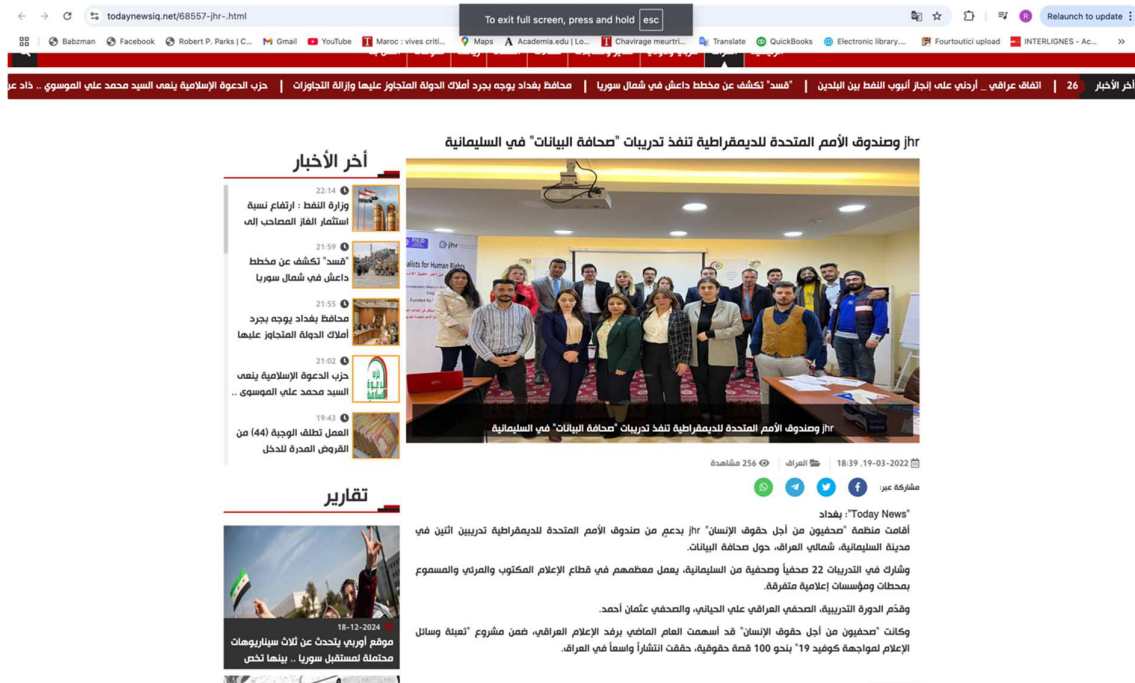 todaynewsiq.net/68557-jhr-.html
To exit full screen, press and hold esc
Relaunch to update
Babzman
Facebook
Robert P. Parks | C...
Gmail
YouTube
Maroc : vives criti...
Maps
Academia.edu | Lo...
Chavirage meurtri...
Translate
QuickBooks
Electronic library....
Fourtoutici upload
INTERLIGNES - Ac...
أخر الأخبار
26 | اتفاق عراقي _ أردني على إنجاز أنبوب النفط بين البلدين | "قسد" تكشف عن مخطط داعش في شمال سوريا | محافظ بغداد يوجه بجرد أملاك الدولة المتجاوز عليها وإزالة التجاوزات | حزب الدعوة الإسلامية ينعى السيد محمد علي الموسوي .. ذاد عن
jhr وصندوق الأمم المتحدة للديمقراطية تنفذ تدريبات "صحافة البيانات" في السليمانية
jhr
alists for Human Rights
Funded by
jhr وصندوق الأمم المتحدة للديمقراطية تنفذ تدريبات "صحافة البيانات" في السليمانية
19-03-2022, 18:39 | العراق | 256 مشاهدة
مشاركة عبر:
"Today News": بغداد
أقامت منظمة "صحفيون من أجل حقوق الإنسان" jhr بدعمٍ من صندوق الأمم المتحدة للديمقراطية تدريبين اثنين في
مدينة السليمانية، شمالي العراق، حول صحافة البيانات.
وشارك في التدريبات 22 صحفياً وصحفية من السليمانية، يعمل معظمهم في قطاع الإعلام المكتوب والمرئي والمسموع
بمحطات ومؤسسات إعلامية متفرقة.
وقدّم الدورة التدريبية، الصحفي العراقي علي الحياني، والصحفي عثمان أحمد.
وكانت "صحفيون من أجل حقوق الإنسان" قد أسهمت العام الماضي برفد الإعلام العراقي، ضمن مشروع "تعبئة وسائل
الإعلام لمواجهة كوفيد 19" بنحو 100 قصة حقوقية، حققت انتشاراً واسعاً في العراق.
أخر الأخبار
22:14
وزارة النفط : ارتفاع نسبة
استثمار الغاز المصاحب إلى
21:59
"قسد" تكشف عن مخطط
داعش في شمال سوريا
21:55
محافظ بغداد يوجه بجرد
أملاك الدولة المتجاوز عليها
21:02
حزب الدعوة الإسلامية ينعى
السيد محمد علي الموسوي ..
19:43
العمل تطلق الوجبة (44) من
القروض المدرة للدخل
تقارير
18-12-2024
موقع أوربي يتحدث عن ثلاث سيناريوهات
محتملة لمستقبل سوريا .. بينها تخص